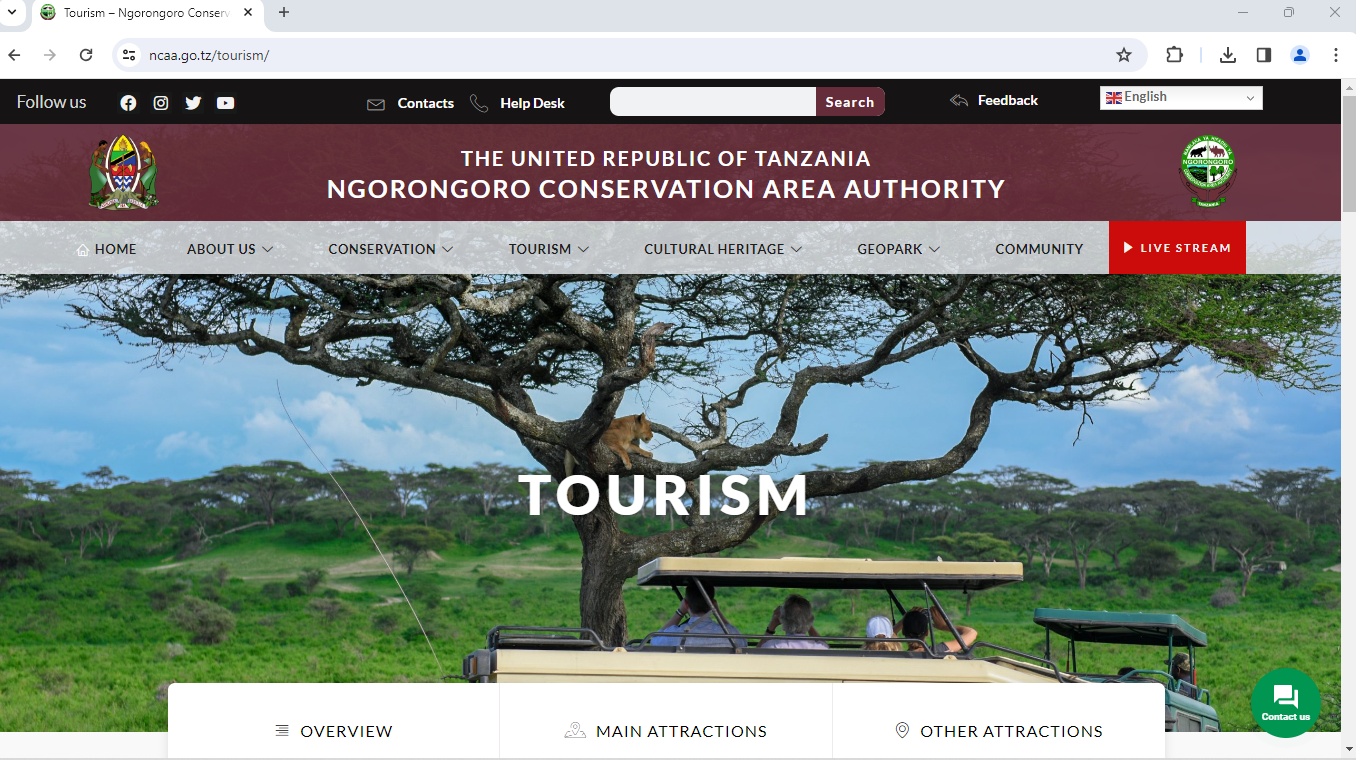 Tourism – Ngorongoro Conserv
ncaa.go.tz/tourism/
Follow us
Contacts
Help Desk
Search
Feedback
English
THE UNITED REPUBLIC OF TANZANIA
NGORONGORO CONSERVATION AREA AUTHORITY
NGORONGORO
TANZANIA
HOME
ABOUT US
CONSERVATION
TOURISM
CULTURAL HERITAGE
GEOPARK
COMMUNITY
LIVE STREAM
TOURISM
Contact us
OVERVIEW
MAIN ATTRACTIONS
OTHER ATTRACTIONS